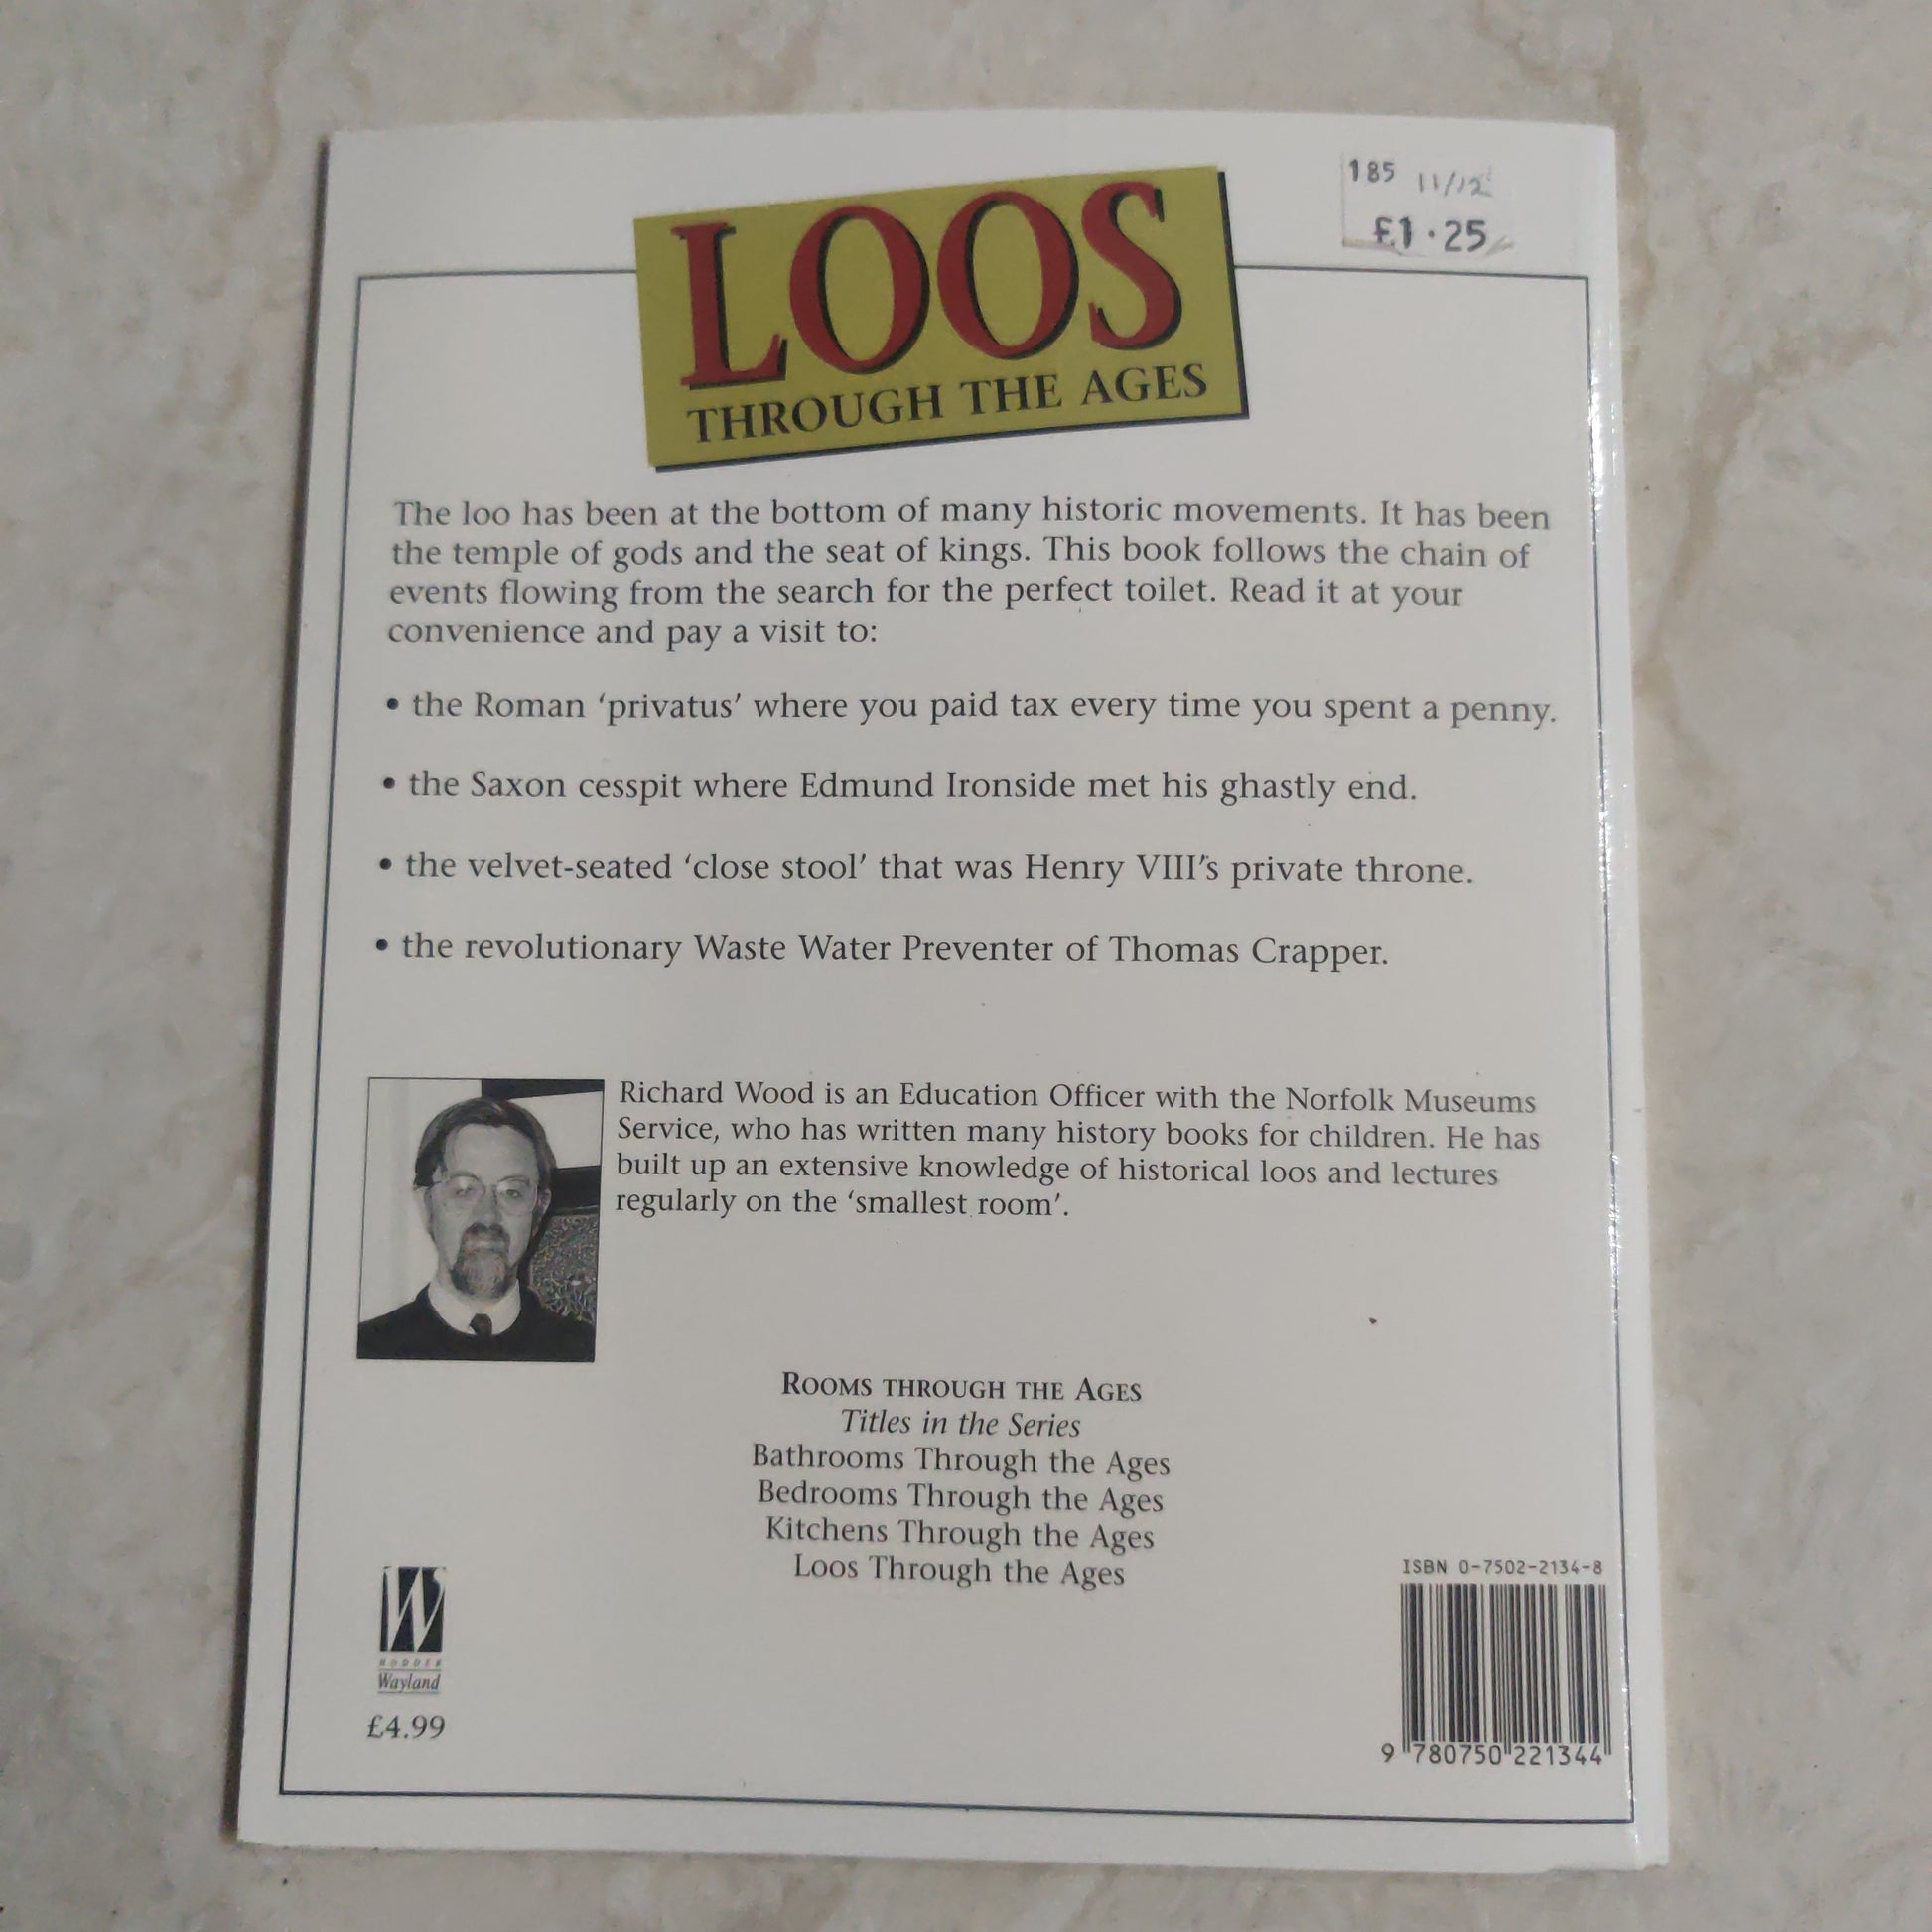 185 11/12
£1·25
LOOS
THROUGH THE AGES
The loo has been at the bottom of many historic movements. It has been
the temple of gods and the seat of kings. This book follows the chain of
events flowing from the search for the perfect toilet. Read it at your
convenience and pay a visit to:
• the Roman ‘privatus’ where you paid tax every time you spent a penny.
• the Saxon cesspit where Edmund Ironside met his ghastly end.
• the velvet-seated ‘close stool’ that was Henry VIII’s private throne.
• the revolutionary Waste Water Preventer of Thomas Crapper.
Richard Wood is an Education Officer with the Norfolk Museums
Service, who has written many history books for children. He has
built up an extensive knowledge of historical loos and lectures
regularly on the ‘smallest room’.
ROOMS THROUGH THE AGES
Titles in the Series
Bathrooms Through the Ages
Bedrooms Through the Ages
Kitchens Through the Ages
Loos Through the Ages
W
HODDER
Wayland
£4.99
ISBN 0-7502-2134-8
9 780750 221344